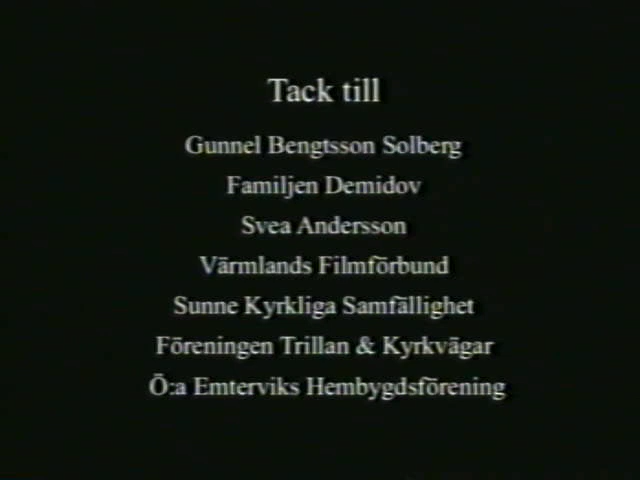 Tack till
Gunnel Bengtsson Solberg
Familjen Demidov
Svea Andersson
Värmlands Filmförbund
Sunne Kyrkliga Samfällighet
Föreningen Trillan & Kyrkvägar
Ö:a Emterviks Hembygdsförening